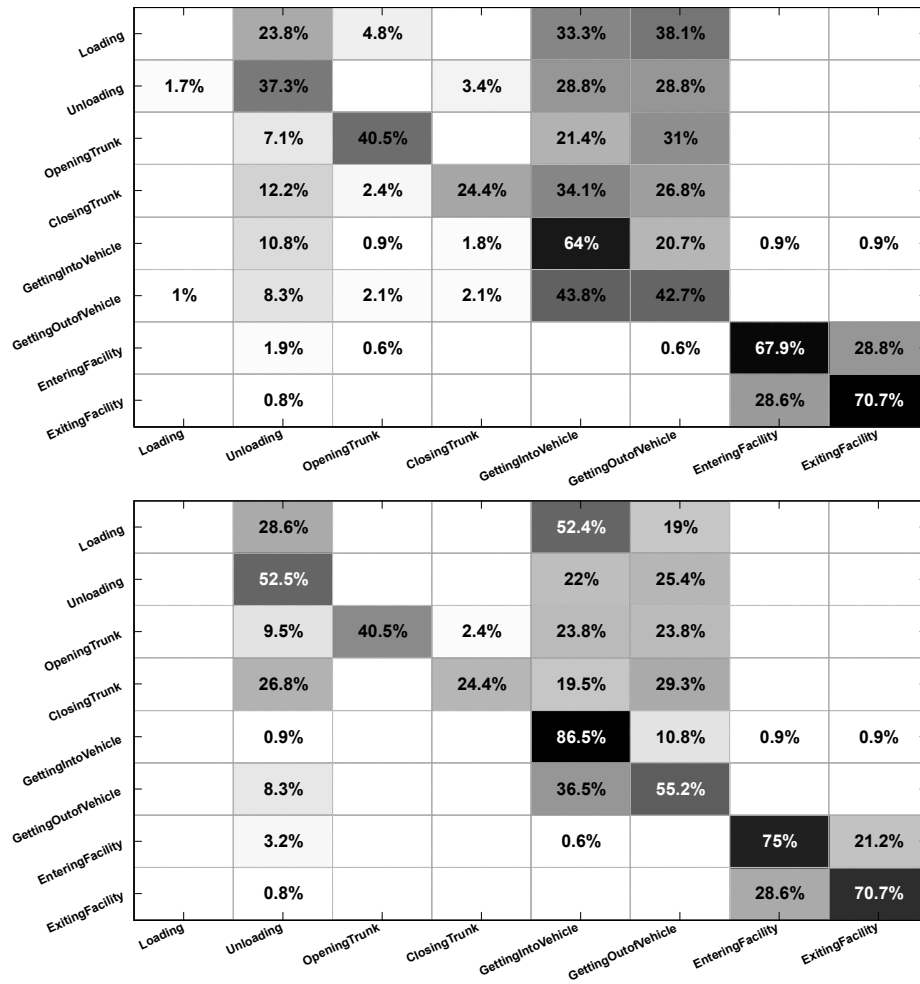 Loading 23.8% 4.8% 33.3% 38.1%
Unloading 1.7% 37.3% 3.4% 28.8% 28.8%
OpeningTrunk 7.1% 40.5% 21.4% 31%
ClosingTrunk 12.2% 2.4% 24.4% 34.1% 26.8%
GettingIntoVehicle 10.8% 0.9% 1.8% 64% 20.7% 0.9% 0.9%
GettingOutofVehicle 1% 8.3% 2.1% 2.1% 43.8% 42.7%
EnteringFacility 1.9% 0.6% 0.6% 67.9% 28.8%
ExitingFacility 0.8% 28.6% 70.7%
Loading Unloading OpeningTrunk ClosingTrunk GettingIntoVehicle GettingOutofVehicle EnteringFacility ExitingFacility
Loading 28.6% 52.4% 19%
Unloading 52.5% 22% 25.4%
OpeningTrunk 9.5% 40.5% 2.4% 23.8% 23.8%
ClosingTrunk 26.8% 24.4% 19.5% 29.3%
GettingIntoVehicle 0.9% 86.5% 10.8% 0.9% 0.9%
GettingOutofVehicle 8.3% 36.5% 55.2%
EnteringFacility 3.2% 0.6% 75% 21.2%
ExitingFacility 0.8% 28.6% 70.7%
Loading Unloading OpeningTrunk ClosingTrunk GettingIntoVehicle GettingOutofVehicle EnteringFacility ExitingFacility